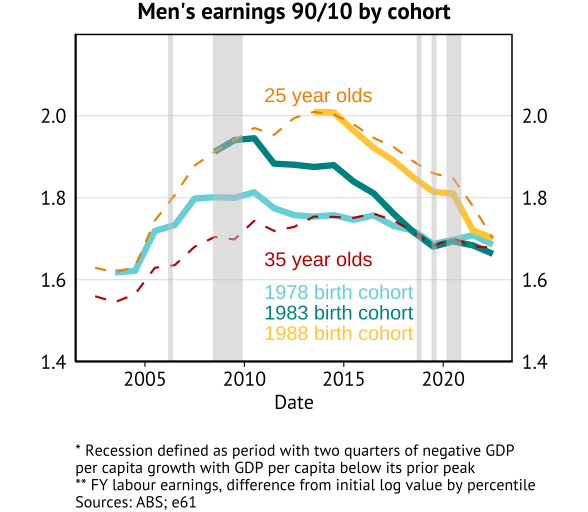 Men's earnings 90/10 by cohort
25 year olds
2.0 2.0
1.8 1.8
35 year olds
1.6 1.6
1978 birth cohort
1983 birth cohort
1988 birth cohort
1.4 1.4
2005 2010 2015 2020
Date
* Recession defined as period with two quarters of negative GDP
per capita growth with GDP per capita below its prior peak
** FY labour earnings, difference from initial log value by percentile
Sources: ABS; e61